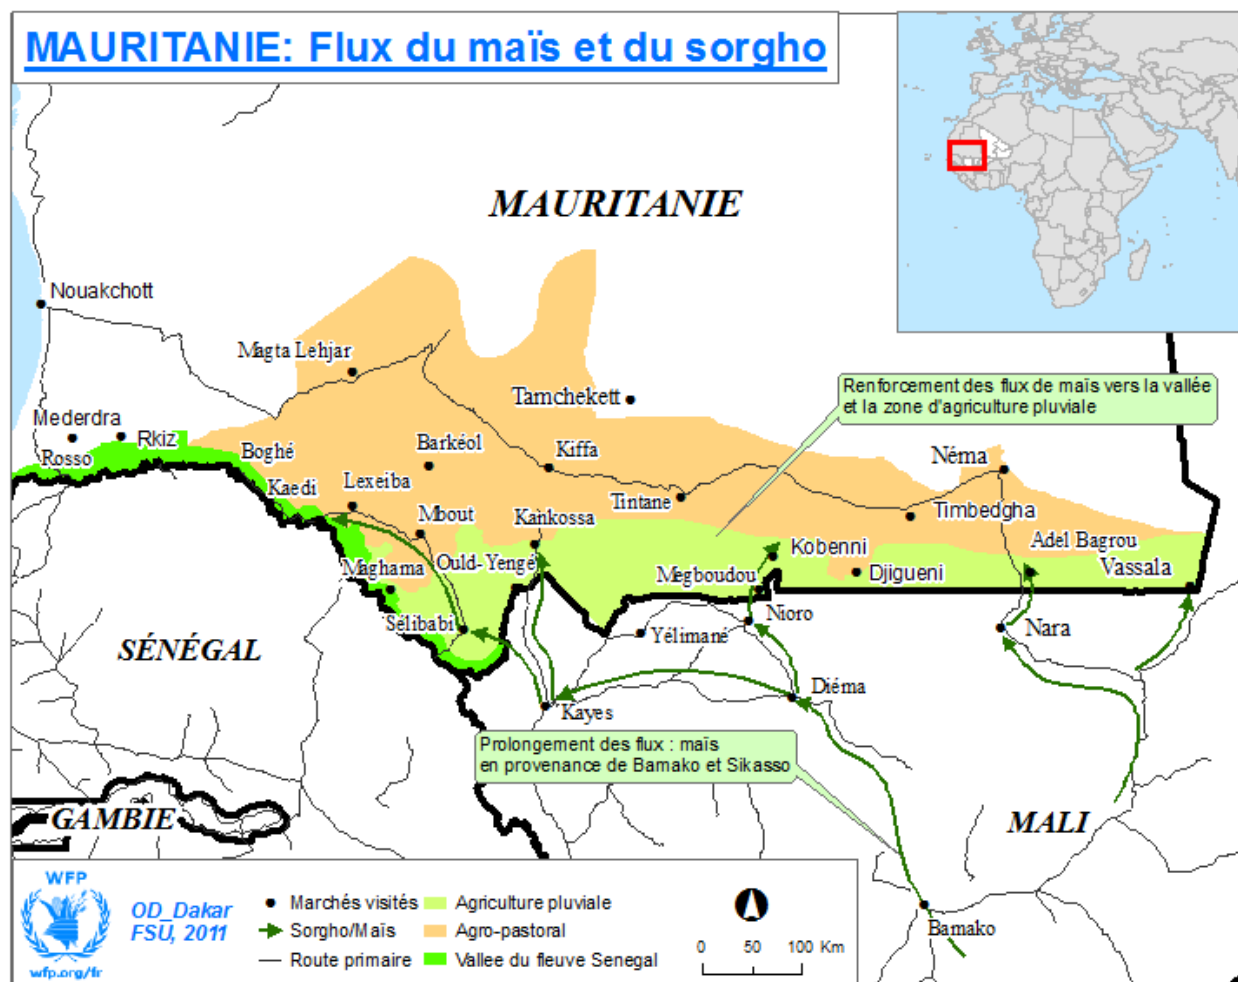 MAURITANIE: Flux du maïs et du sorgho
MAURITANIE
Nouakchott
Magta Lehjar
Tamchekett
Renforcement des flux de maïs vers la vallée
et la zone d'agriculture pluviale
Mederdra
Rkiz
Rosso
Boghé
Barkéol
Kiffa
Néma
Kaedi
Lexeiba
Tintane
Mbout
Kankossa
Timbedgha
Ould-Yengé
Kobenni
Adel Bagrou
Maghama
Megboudou
Djigueni
Vassala
Sélibabi
Nioro
Yélimané
Nara
SÉNÉGAL
Diéma
Kayes
Prolongement des flux : maïs
en provenance de Bamako et Sikasso
GAMBIE
MALI
Bamako
WFP
wfp.org/fr
OD_Dakar
FSU, 2011
Marchés visités
Sorgho/Maïs
Route primaire
Agriculture pluviale
Agro-pastoral
Vallee du fleuve Senegal
0 50 100 Km